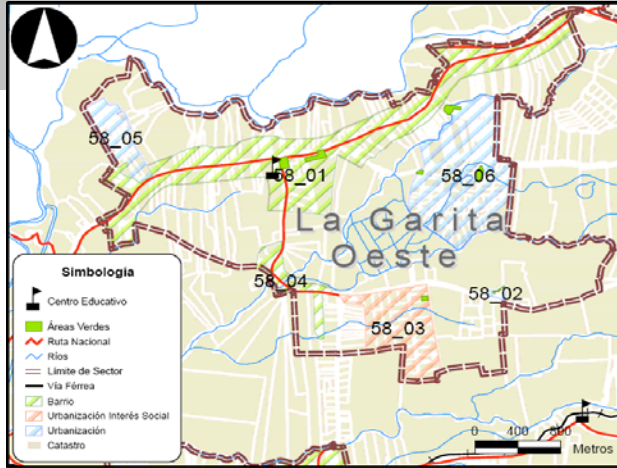 58_05
58_01
58_06
La Garita
Oeste
58_04
58_02
58_03
Simbología
Centro Educativo
Áreas Verdes
Ruta Nacional
Ríos
Límite de Sector
Vía Férrea
Barrio
Urbanización Interés Social
Urbanización
Catastro
0 400 800
Metros